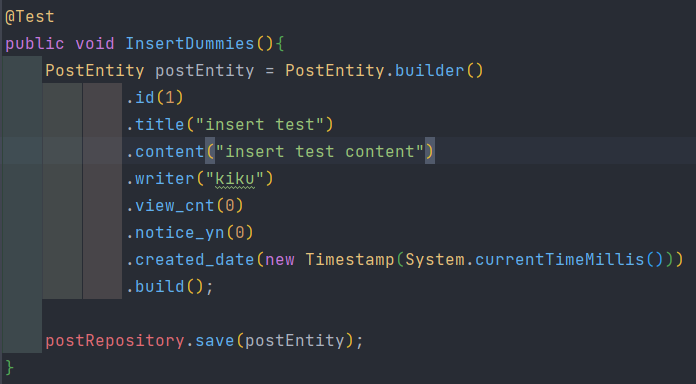 @Test
public void InsertDummies(){
    PostEntity postEntity = PostEntity.builder()
            .id(1)
            .title("insert test")
            .content("insert test content")
            .writer("kiku")
            .view_cnt(0)
            .notice_yn(0)
            .created_date(new Timestamp(System.currentTimeMillis()))
            .build();

    postRepository.save(postEntity);
}